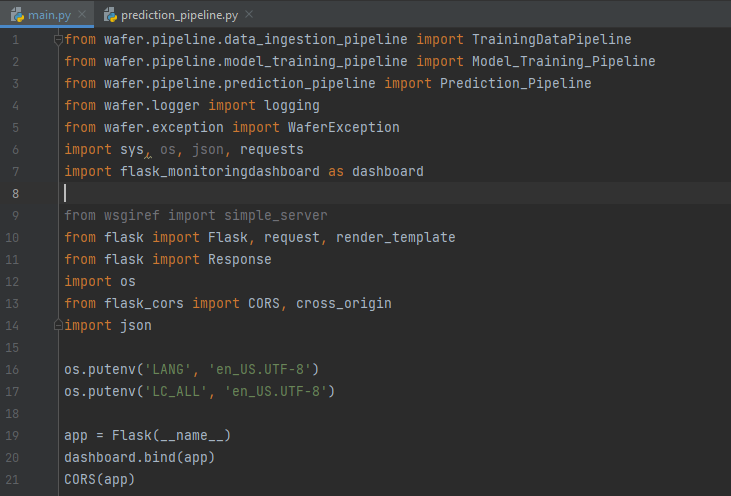 main.py prediction_pipeline.py
1 from wafer.pipeline.data_ingestion_pipeline import TrainingDataPipeline
2 from wafer.pipeline.model_training_pipeline import Model_Training_Pipeline
3 from wafer.pipeline.prediction_pipeline import Prediction_Pipeline
4 from wafer.logger import logging
5 from wafer.exception import WaferException
6 import sys, os, json, requests
7 import flask_monitoringdashboard as dashboard
8
9 from wsgiref import simple_server
10 from flask import Flask, request, render_template
11 from flask import Response
12 import os
13 from flask_cors import CORS, cross_origin
14 import json
15
16 os.putenv('LANG', 'en_US.UTF-8')
17 os.putenv('LC_ALL', 'en_US.UTF-8')
18
19 app = Flask(__name__)
20 dashboard.bind(app)
21 CORS(app)